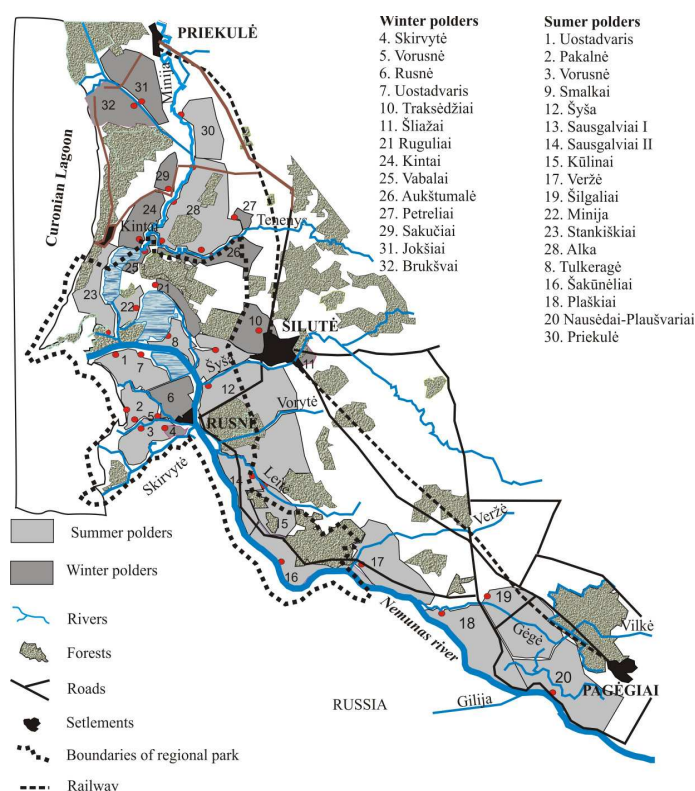 Winter polders
4. Skirvytė
5. Vorusnė
6. Rusnė
7. Uostadvaris
10. Traksėdžiai
11. Šliažai
21 Ruguliai
24. Kintai
25. Vabalai
26. Aukštumalė
27. Petreliai
29. Sakučiai
31. Jokšiai
32. Brukšvai
Sumer polders
1. Uostadvaris
2. Pakalnė
3. Vorusnė
9. Smalkai
12. Šyša
13. Sausgalviai I
14. Sausgalviai II
15. Kūlinai
17. Veržė
19. Šilgaliai
22. Minija
23. Stankiškiai
28. Alka
8. Tulkeragė
16. Šakūnėliai
18. Plaškiai
20 Nausėdai-Plaušvariai
30. Priekulė
PRIEKULĖ
Minija
31
32
30
29
Curonian Lagoon
24
28
27
Kintai
Tenenys
25
26
23
21
22
10
ŠILUTĖ
8
11
1
7
Šyša
12
6
2
5
Vorytė
RUSNĖ
3
4
Skirvytė
Lenė
14
5
Veržė
16
17
Nemunas river
19
18
Gėgė
Vilkė
20
PAGĖGIAI
Gilija
RUSSIA
Summer polders
Winter polders
Rivers
Forests
Roads
Setlements
Boundaries of regional park
Railway